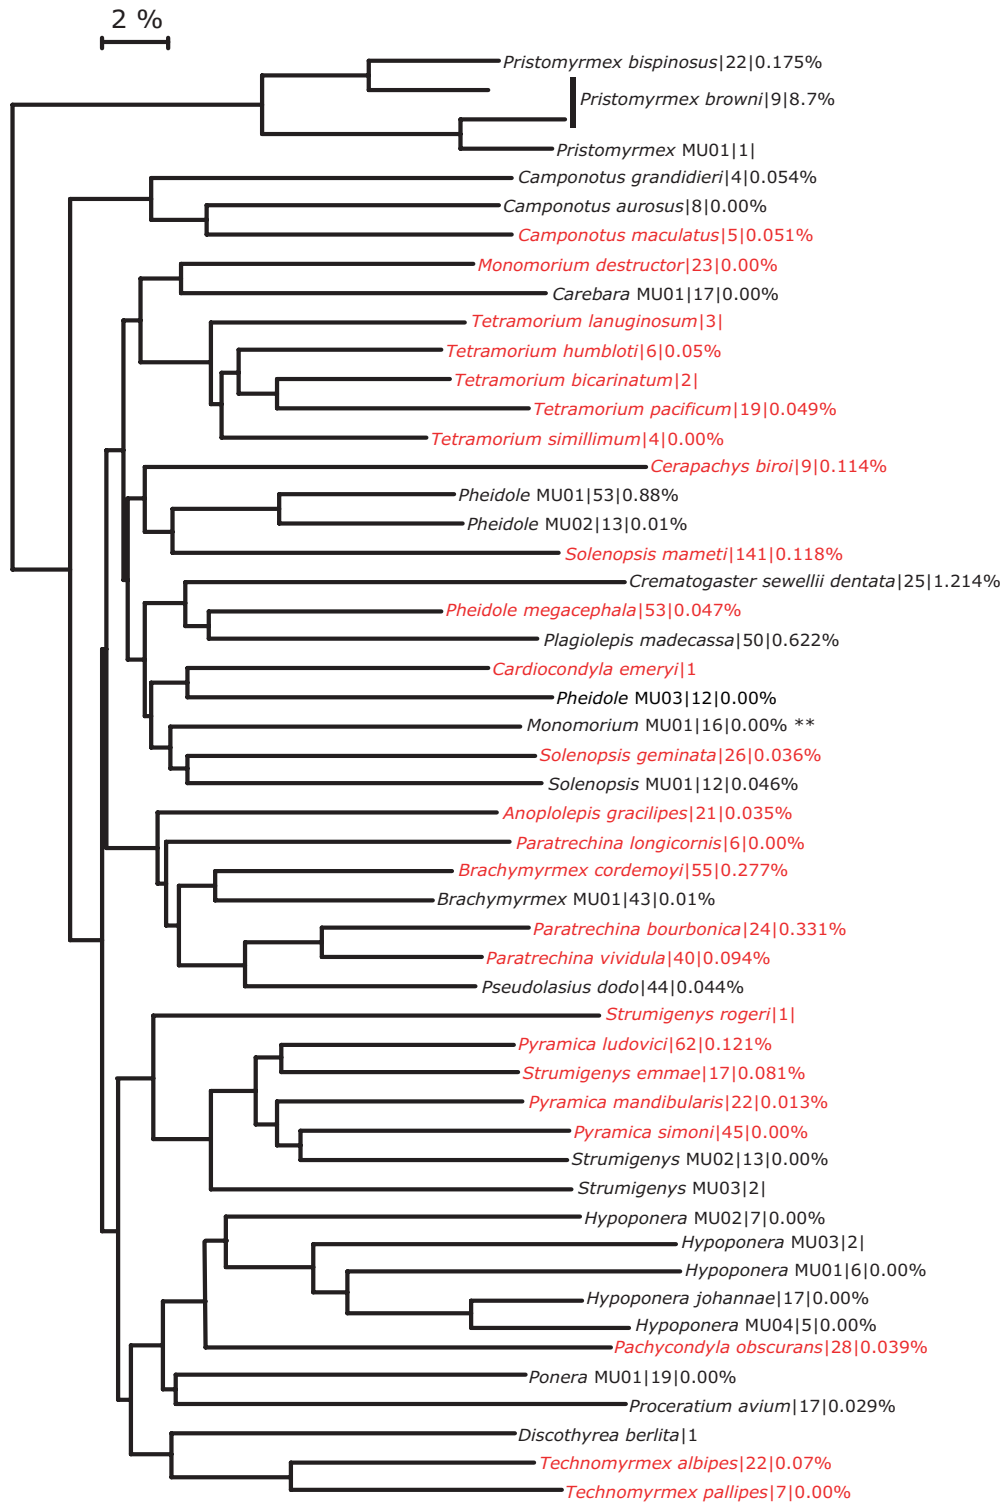 2 %
Pristomyrmex bispinosus|22|0.175%
Pristomyrmex browni|9|8.7%
Pristomyrmex MU01|1|
Camponotus grandidieri|4|0.054%
Camponotus aurosus|8|0.00%
Camponotus maculatus|5|0.051%
Monomorium destructor|23|0.00%
Carebara MU01|17|0.00%
Tetramorium lanuginosum|3|
Tetramorium humbloti|6|0.05%
Tetramorium bicarinatum|2|
Tetramorium pacificum|19|0.049%
Tetramorium simillimum|4|0.00%
Cerapachys biroi|9|0.114%
Pheidole MU01|53|0.88%
Pheidole MU02|13|0.01%
Solenopsis mameti|141|0.118%
Crematogaster sewellii dentata|25|1.214%
Pheidole megacephala|53|0.047%
Plagiolepis madecassa|50|0.622%
Cardiocondyla emeryi|1
Pheidole MU03|12|0.00%
Monomorium MU01|16|0.00% **
Solenopsis geminata|26|0.036%
Solenopsis MU01|12|0.046%
Anoplolepis gracilipes|21|0.035%
Paratrechina longicornis|6|0.00%
Brachymyrmex cordemoyi|55|0.277%
Brachymyrmex MU01|43|0.01%
Paratrechina bourbonica|24|0.331%
Paratrechina vividula|40|0.094%
Pseudolasius dodo|44|0.044%
Strumigenys rogeri|1|
Pyramica ludovici|62|0.121%
Strumigenys emmae|17|0.081%
Pyramica mandibularis|22|0.013%
Pyramica simoni|45|0.00%
Strumigenys MU02|13|0.00%
Strumigenys MU03|2|
Hypoponera MU02|7|0.00%
Hypoponera MU03|2|
Hypoponera MU01|6|0.00%
Hypoponera johannae|17|0.00%
Hypoponera MU04|5|0.00%
Pachycondyla obscurans|28|0.039%
Ponera MU01|19|0.00%
Proceratium avium|17|0.029%
Discothyrea berlita|1
Technomyrmex albipes|22|0.07%
Technomyrmex pallipes|7|0.00%